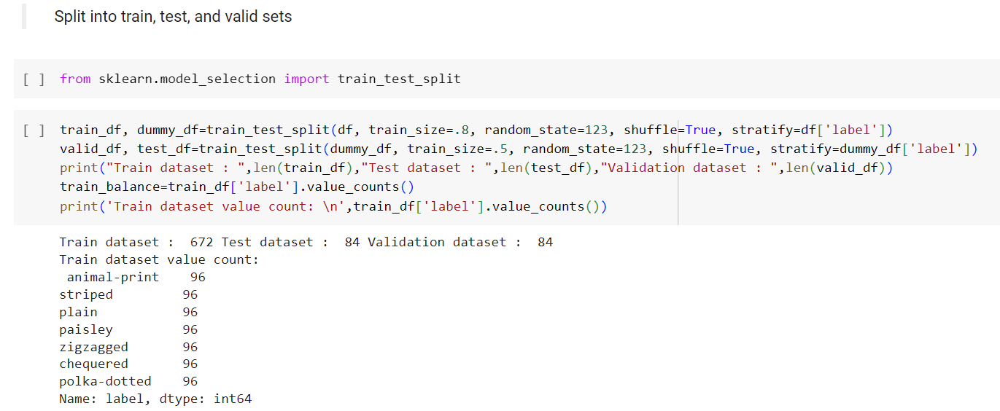 Split into train, test, and valid sets
[ ] from sklearn.model_selection import train_test_split
[ ] train_df, dummy_df=train_test_split(df, train_size=.8, random_state=123, shuffle=True, stratify=df['label'])
valid_df, test_df=train_test_split(dummy_df, train_size=.5, random_state=123, shuffle=True, stratify=dummy_df['label'])
print("Train dataset : ",len(train_df),"Test dataset : ",len(test_df),"Validation dataset : ",len(valid_df))
train_balance=train_df['label'].value_counts()
print('Train dataset value count: \n',train_df['label'].value_counts())
Train dataset :  672 Test dataset :  84 Validation dataset :  84
Train dataset value count:
 animal-print    96
striped         96
plain           96
paisley         96
zigzagged       96
chequered       96
polka-dotted    96
Name: label, dtype: int64